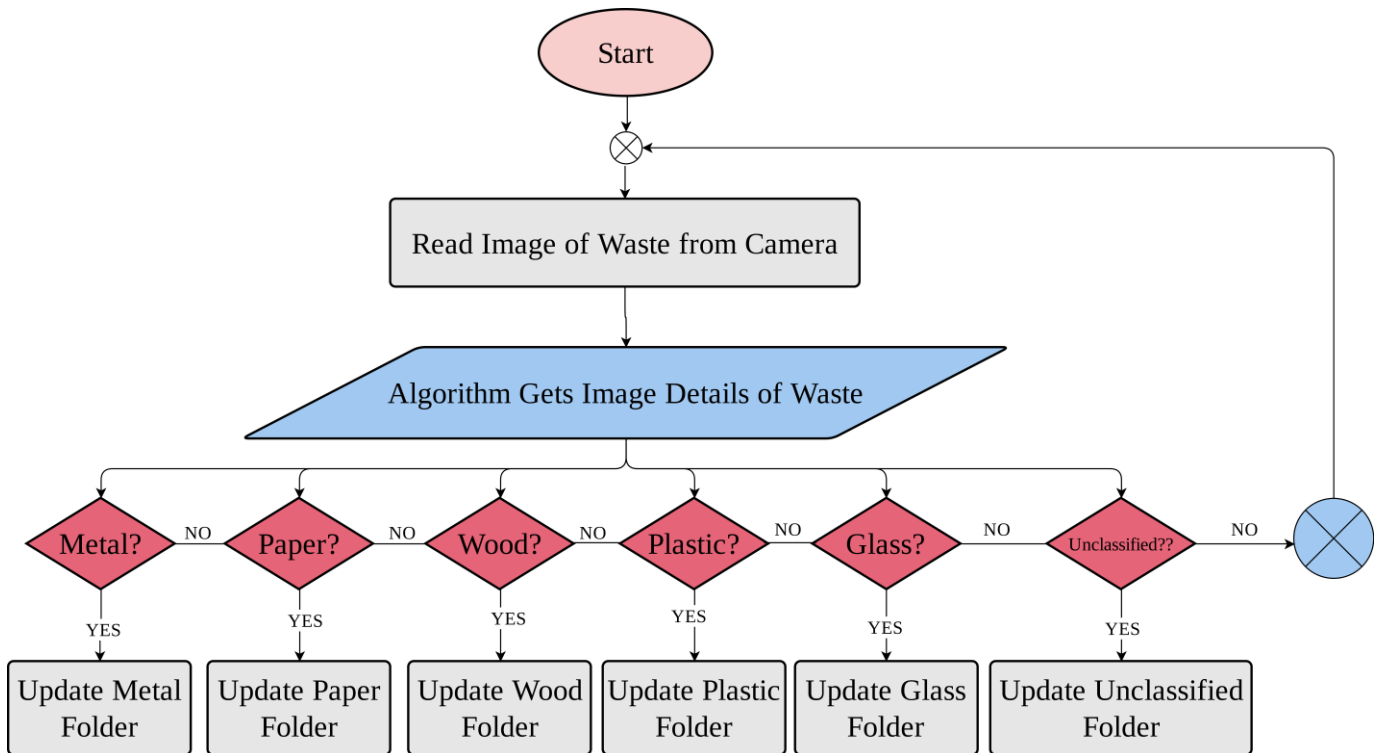 Start
Read Image of Waste from Camera
Algorithm Gets Image Details of Waste
Metal?
NO
Paper?
NO
Wood?
NO
Plastic?
NO
Glass?
NO
Unclassified??
NO
YES
YES
YES
YES
YES
YES
Update Metal
Folder
Update Paper
Folder
Update Wood
Folder
Update Plastic
Folder
Update Glass
Folder
Update Unclassified
Folder